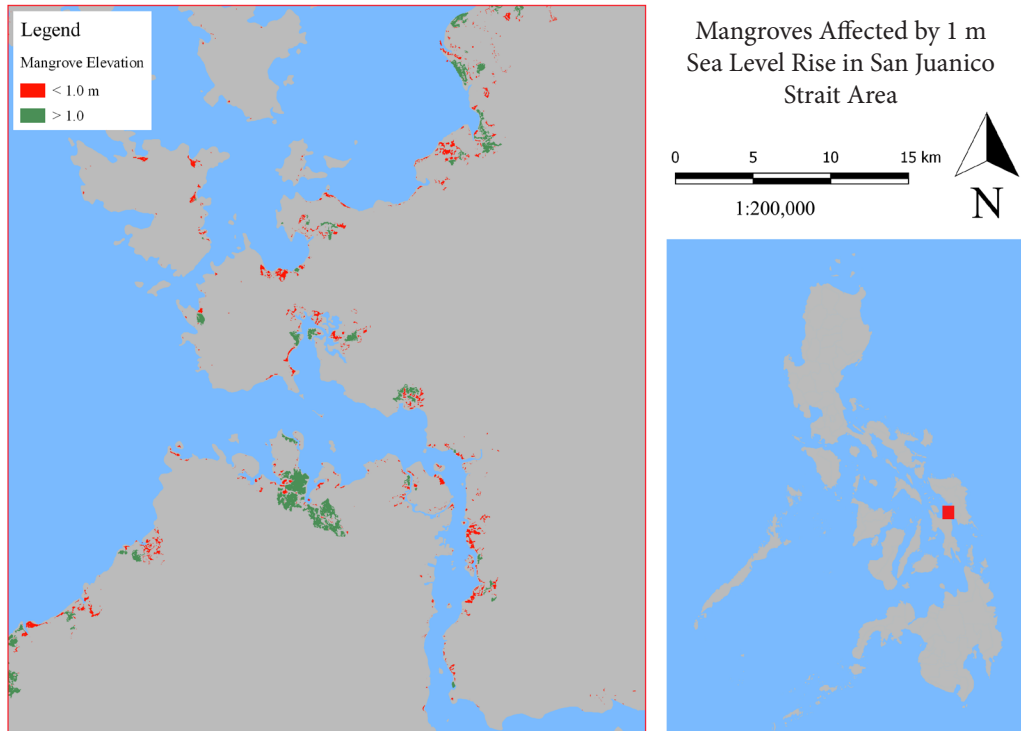 Legend
Mangrove Elevation
< 1.0 m
> 1.0
Mangroves Affected by 1 m
Sea Level Rise in San Juanico
Strait Area
0 5 10 15 km
1:200,000
N